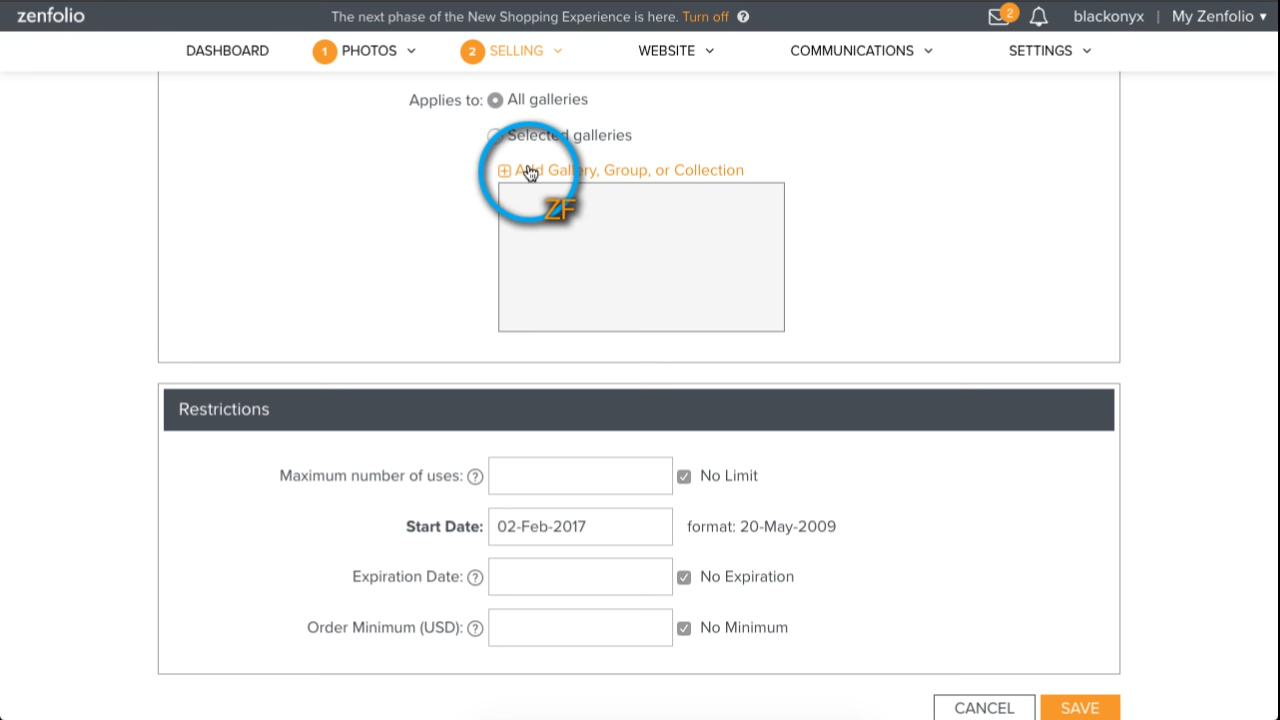 zenfolio The next phase of the New Shopping Experience is here. Turn off ? 2 blackonyx | My Zenfolio
DASHBOARD 1 PHOTOS 2 SELLING WEBSITE COMMUNICATIONS SETTINGS
Applies to: All galleries
Selected galleries
Add Gallery, Group, or Collection
ZF
Restrictions
Maximum number of uses: ? No Limit
Start Date: 02-Feb-2017 format: 20-May-2009
Expiration Date: ? No Expiration
Order Minimum (USD): ? No Minimum
CANCEL SAVE